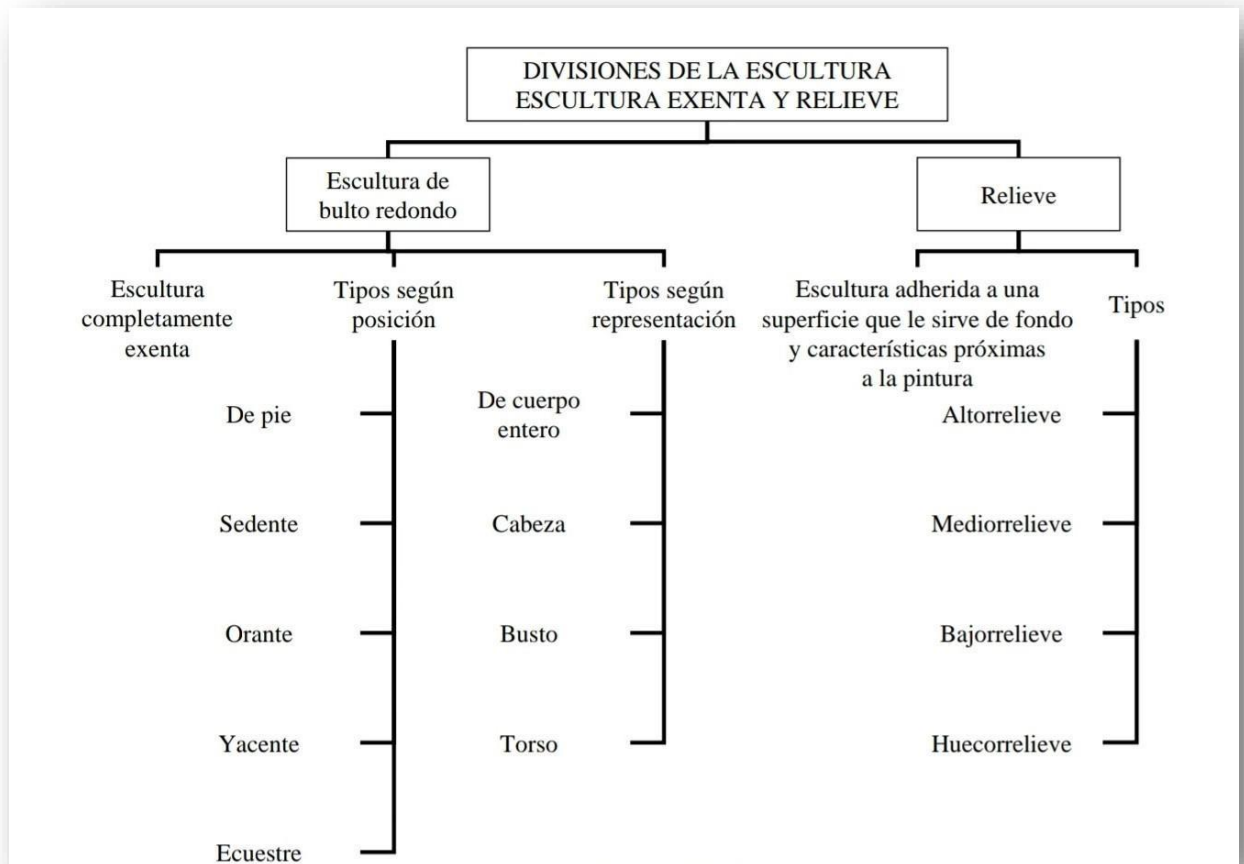 DIVISIONES DE LA ESCULTURA
ESCULTURA EXENTA Y RELIEVE
Escultura de
bulto redondo
Relieve
Escultura
completamente
exenta
Tipos según
posición
Tipos según
representación
Escultura adherida a una
superficie que le sirve de fondo
y características próximas
a la pintura
Tipos
De pie
Sedente
Orante
Yacente
Ecuestre
De cuerpo
entero
Cabeza
Busto
Torso
Altorrelieve
Mediorrelieve
Bajorrelieve
Huecorrelieve